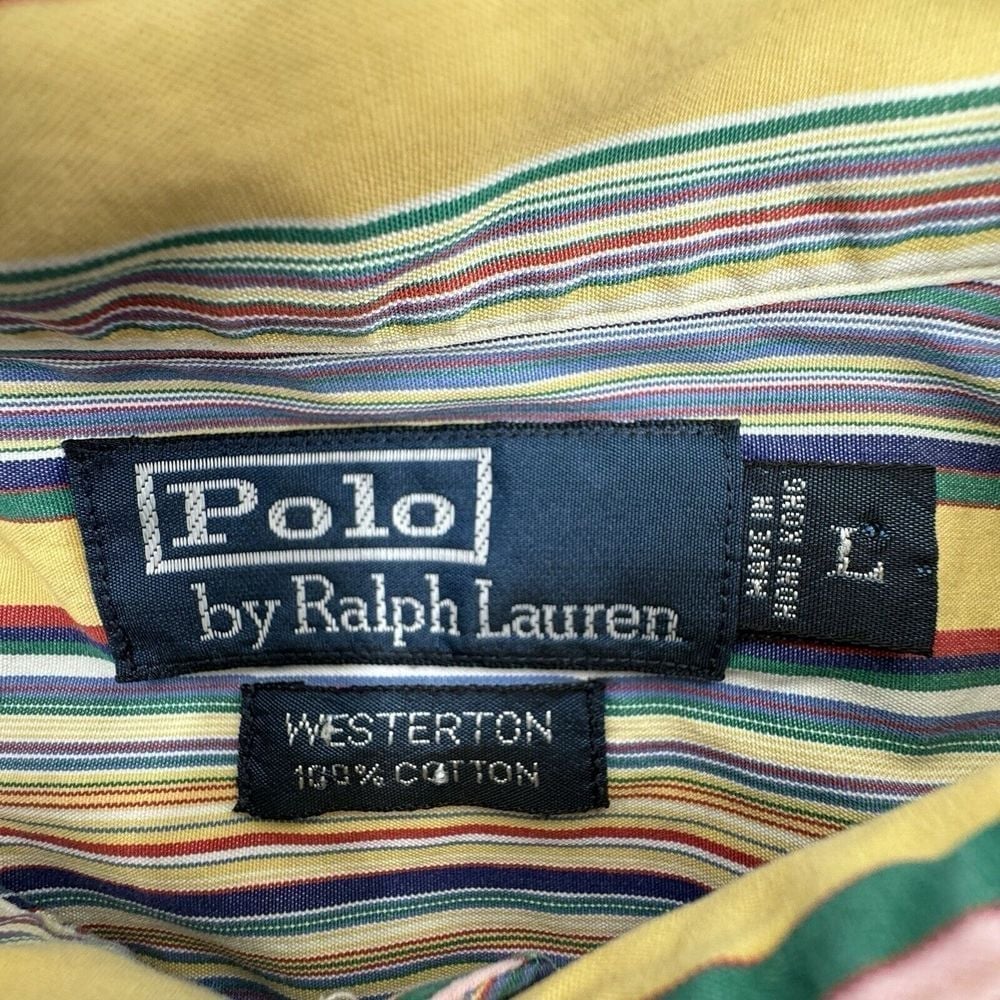 Polo
by Ralph Lauren
MADE IN
HONG KONG
L
WESTERTON
100% COTTON